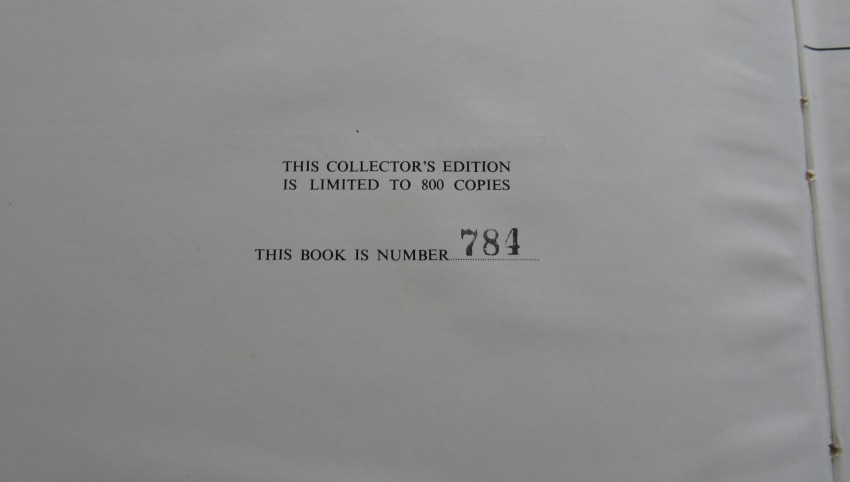 THIS COLLECTOR'S EDITION
IS LIMITED TO 800 COPIES
THIS BOOK IS NUMBER 784